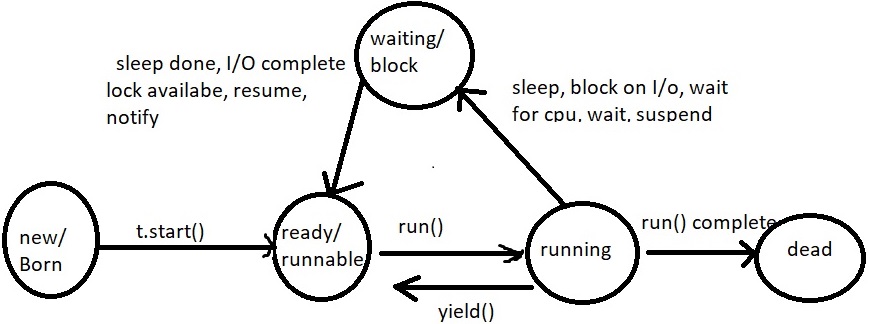 waiting/
block
sleep done, I/O complete
lock availabe, resume,
notify
sleep, block on I/o, wait
for cpu, wait, suspend
new/
Born
t.start()
ready/
runnable
run()
running
run() complete
dead
yield()